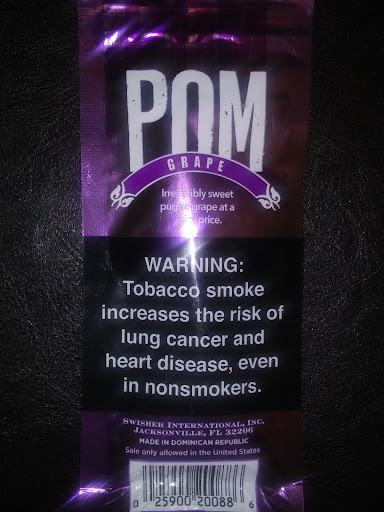 POM
GRAPE
sweet
grape at a
price.
WARNING:
Tobacco smoke
increases the risk of
lung cancer and
heart disease, even
in nonsmokers.
SWISHER INTERNATIONAL, INC.
JACKSONVILLE, FL 32206
MADE IN DOMINICAN REPUBLIC
Sale only allowed in the United States
0 25900 20088 6